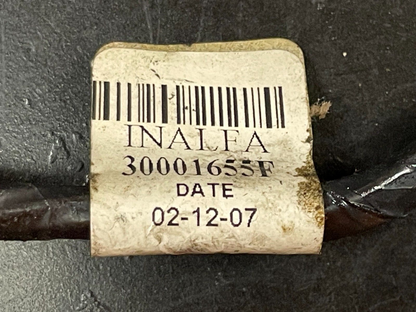 INALFA
30001655F
DATE
02-12-07